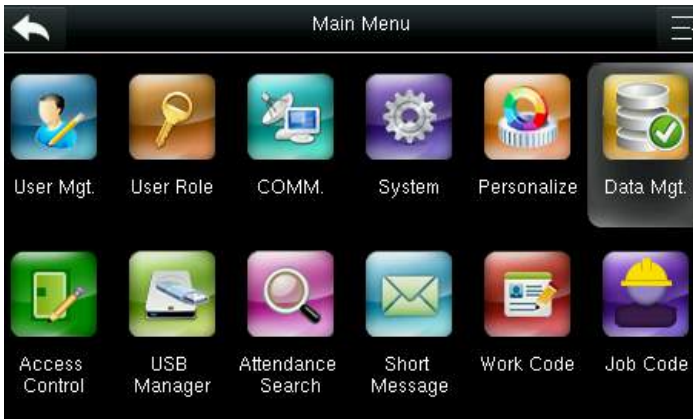 Main Menu
User Mgt.
User Role
COMM.
System
Personalize
Data Mgt.
Access
Control
USB
Manager
Attendance
Search
Short
Message
Work Code
Job Code